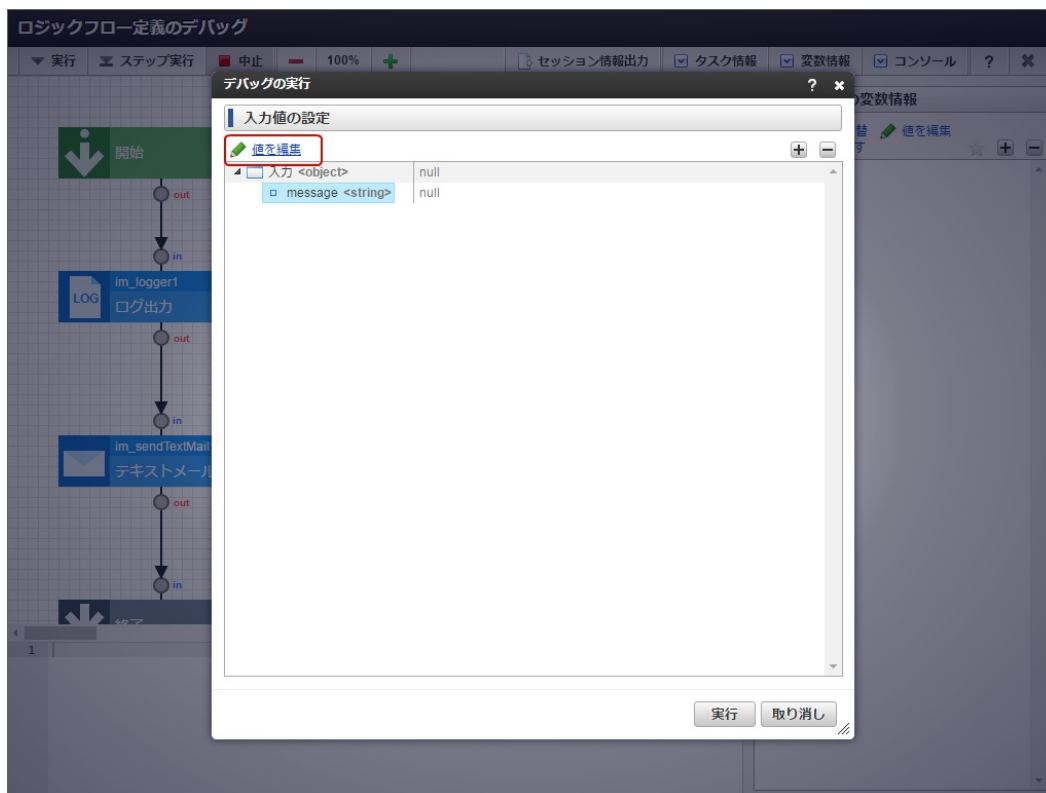 ロジックフロー定義のデバッグ
実行 ステップ実行 中止 100% セッション情報出力 タスク情報 変数情報 コンソール ?
デバッグの実行 ?
の変数情報
入力値の設定
値を編集
替 値を編集
す
開始
入力 <object> null
message <string> null
out
in
im_logger1
LOG ログ出力
out
in
im_sendTextMail
テキストメール
out
in
終了
1
実行 取り消し